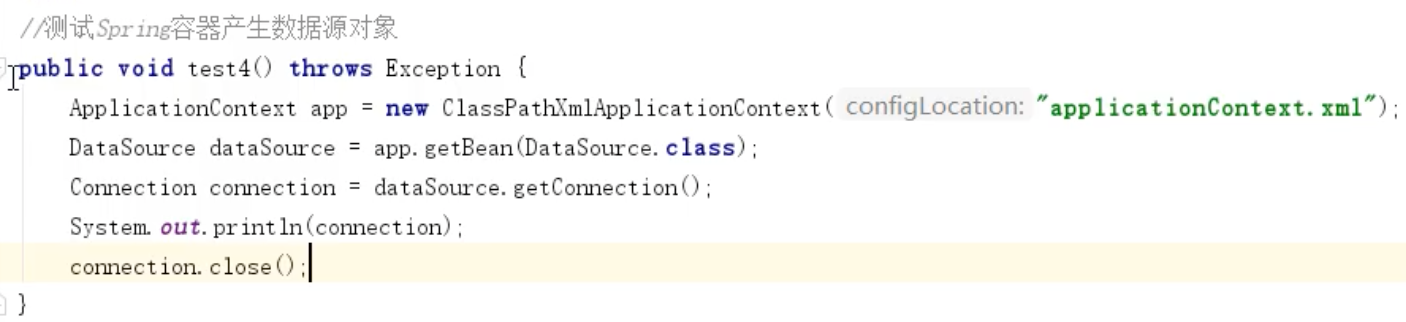 //测试Spring容器产生数据源对象
public void test4() throws Exception {
ApplicationContext app = new ClassPathXmlApplicationContext( configLocation: "applicationContext.xml");
DataSource dataSource = app.getBean(DataSource.class);
Connection connection = dataSource.getConnection();
System.out.println(connection);
connection.close();
}